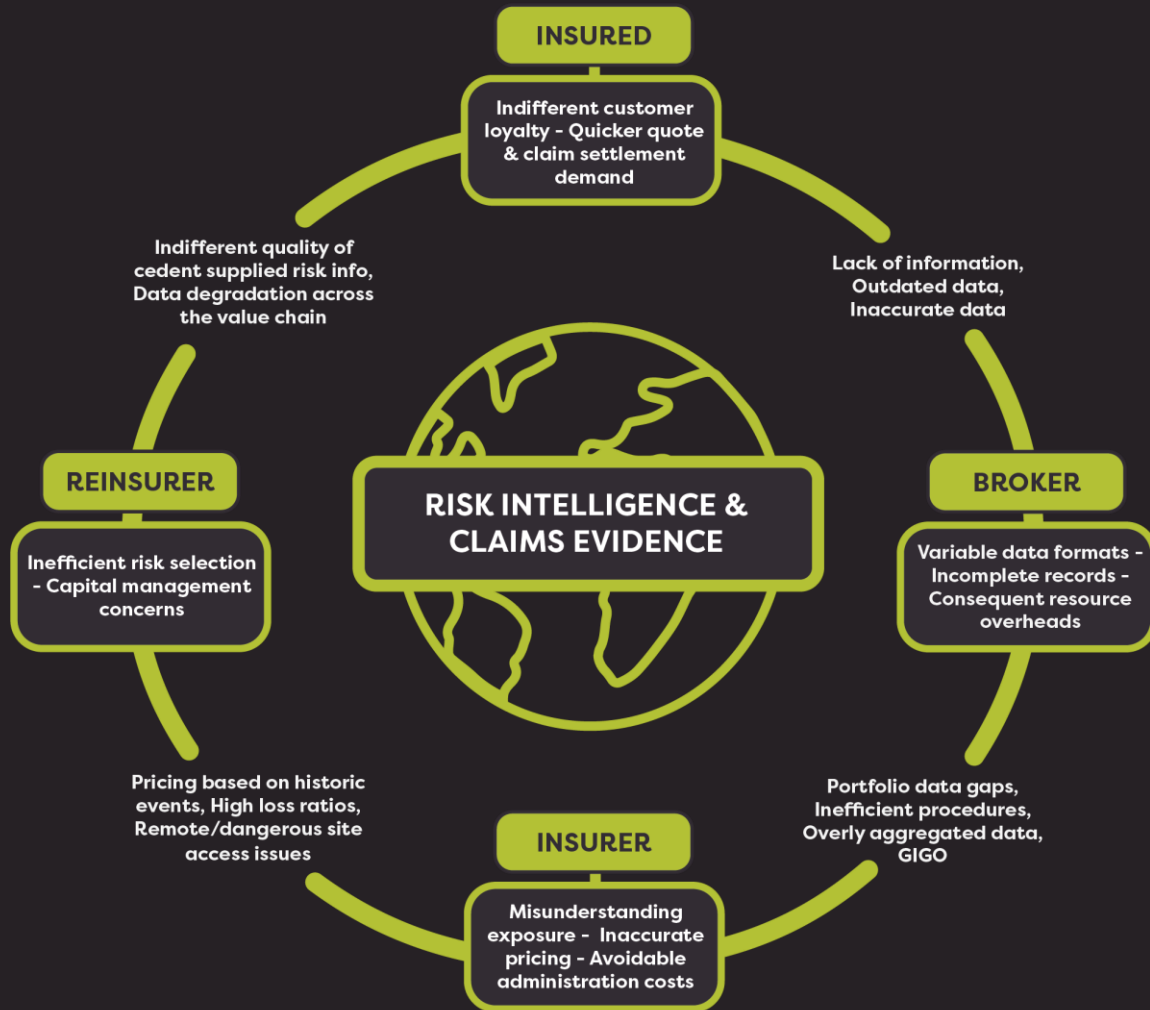 INSURED
Indifferent customer
loyalty - Quicker quote
& claim settlement
demand
Indifferent quality of
cedent supplied risk info,
Data degradation across
the value chain
Lack of information,
Outdated data,
Inaccurate data
REINSURER
Inefficient risk selection
- Capital management
concerns
RISK INTELLIGENCE &
CLAIMS EVIDENCE
BROKER
Variable data formats -
Incomplete records -
Consequent resource
overheads
Pricing based on historic
events, High loss ratios,
Remote/dangerous site
access issues
Portfolio data gaps,
Inefficient procedures,
Overly aggregated data,
GIGO
INSURER
Misunderstanding
exposure - Inaccurate
pricing - Avoidable
administration costs